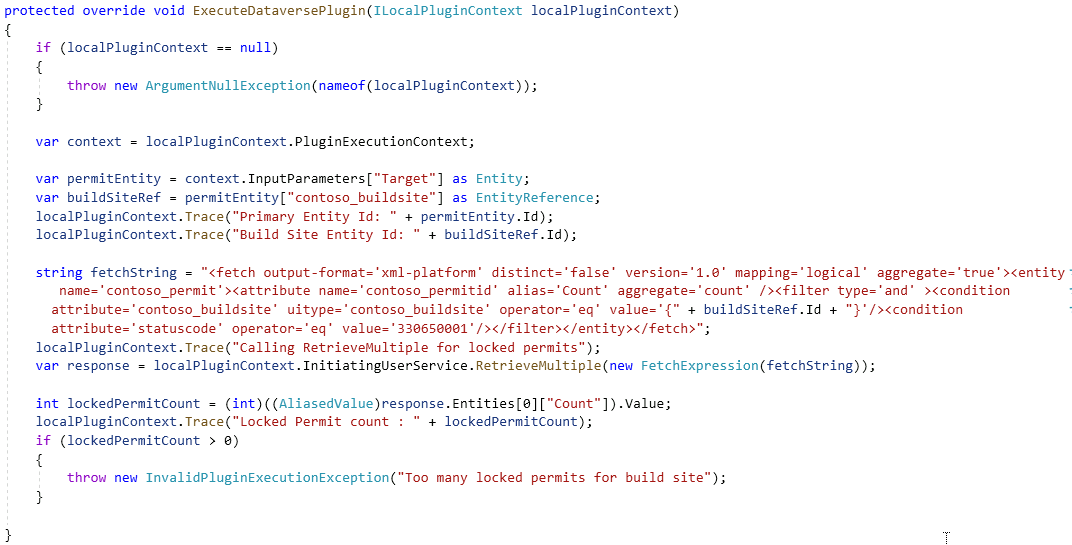 protected override void ExecuteDataversePlugin(ILocalPluginContext localPluginContext)
{
if (localPluginContext == null)
{
throw new ArgumentNullException(nameof(localPluginContext));
}
var context = localPluginContext.PluginExecutionContext;
var permitEntity = context.InputParameters["Target"] as Entity;
var buildSiteRef = permitEntity["contoso_buildsite"] as EntityReference;
localPluginContext.Trace("Primary Entity Id: " + permitEntity.Id);
localPluginContext.Trace("Build Site Entity Id: " + buildSiteRef.Id);
string fetchString = "<fetch output-format='xml-platform' distinct='false' version='1.0' mapping='logical' aggregate='true'><entity
name='contoso_permit'><attribute name='contoso_permitid' alias='Count' aggregate='count' /><filter type='and' ><condition
attribute='contoso_buildsite' uitype='contoso_buildsite' operator='eq' value='{" + buildSiteRef.Id + "}'/><condition
attribute='statuscode' operator='eq' value='330650001'/></filter></entity></fetch>";
localPluginContext.Trace("Calling RetrieveMultiple for locked permits");
var response = localPluginContext.InitiatingUserService.RetrieveMultiple(new FetchExpression(fetchString));
int lockedPermitCount = (int)((AliasedValue)response.Entities[0]["Count"]).Value;
localPluginContext.Trace("Locked Permit count : " + lockedPermitCount);
if (lockedPermitCount > 0)
{
throw new InvalidPluginExecutionException("Too many locked permits for build site");
}
}